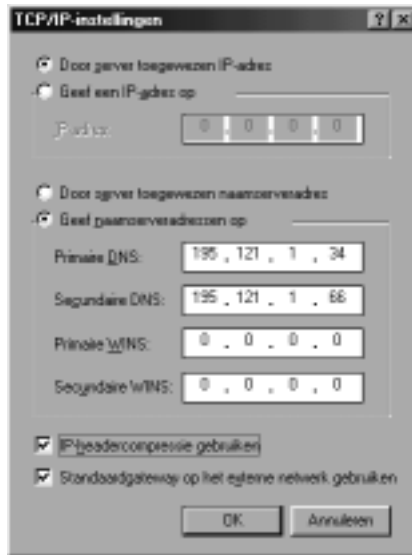 TCP/IP-instellingen
Door server toegewezen IP-adres
Geef een IP-adres op
IP-adres:
0 . 0 . 0 . 0
Door server toegewezen naamserveradres
Geef naamserveradressen op
Primaire DNS: 195 . 121 . 1 . 34
Segundaire DNS: 195 . 121 . 1 . 66
Primaire WINS: 0 . 0 . 0 . 0
Secundaire WINS: 0 . 0 . 0 . 0
IP-headercompressie gebruiken
Standaardgateway op het externe netwerk gebruiken
OK Annuleren